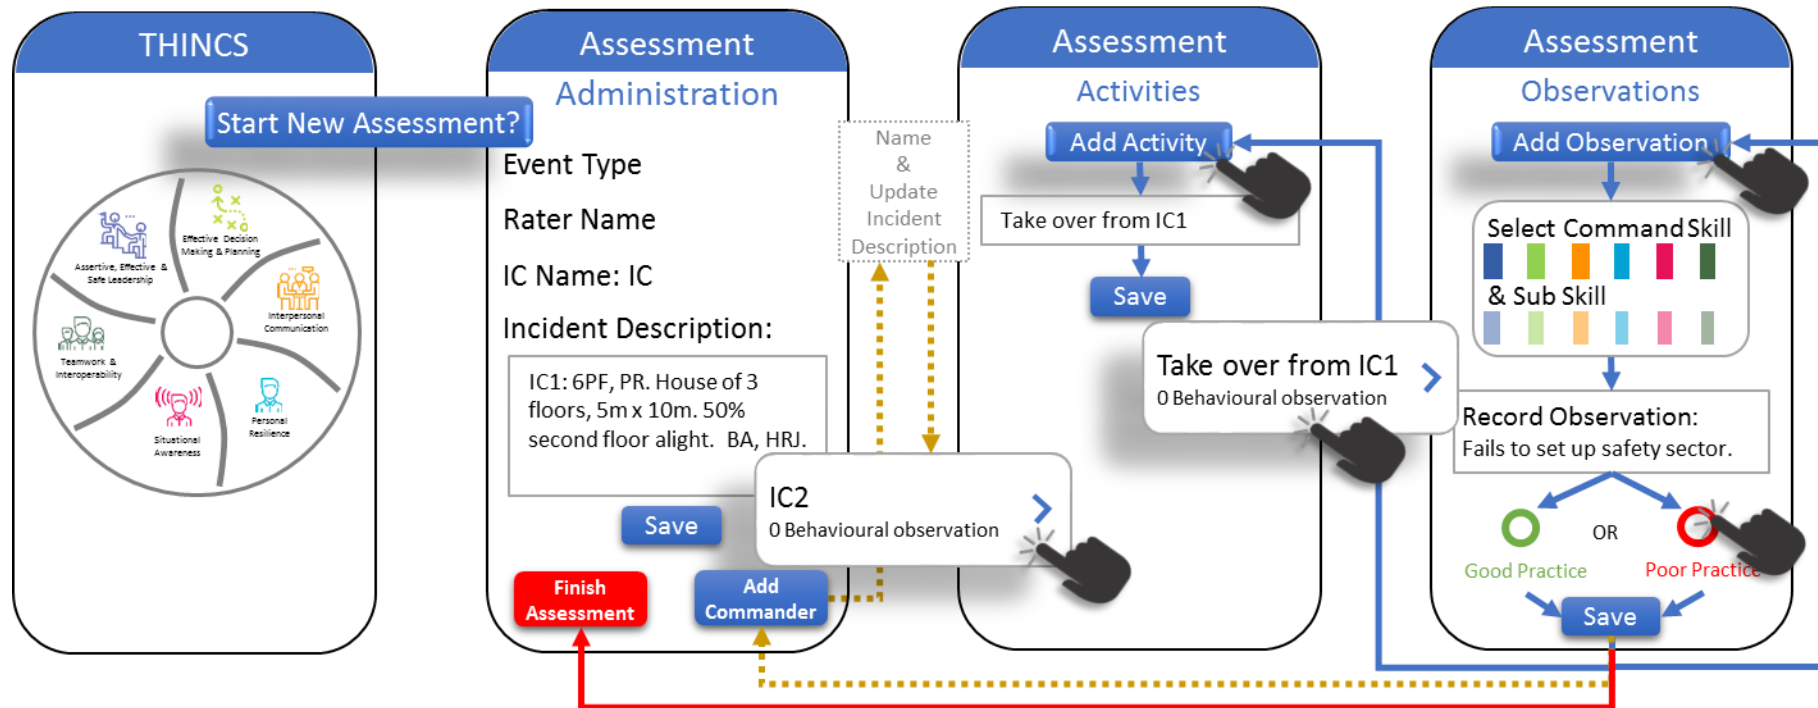 THINCS
Start New Assessment?
Effective Decision
Making & Planning
Assertive, Effective &
Safe Leadership
Interpersonal
Communication
Teamwork &
Interoperability
Personal
Resilience
Situational
Awareness
Assessment
Administration
Event Type
Rater Name
IC Name: IC
Incident Description:
IC1: 6PF, PR. House of 3
floors, 5m x 10m. 50%
second floor alight. BA, HRJ.
Save
Finish
Assessment
Add
Commander
Name
&
Update
Incident
Description
IC2
0 Behavioural observation
Assessment
Activities
Add Activity
Take over from IC1
Save
Take over from IC1
0 Behavioural observation
Assessment
Observations
Add Observation
Select Command Skill
& Sub Skill
Record Observation:
Fails to set up safety sector.
OR
Good Practice
Poor Practice
Save